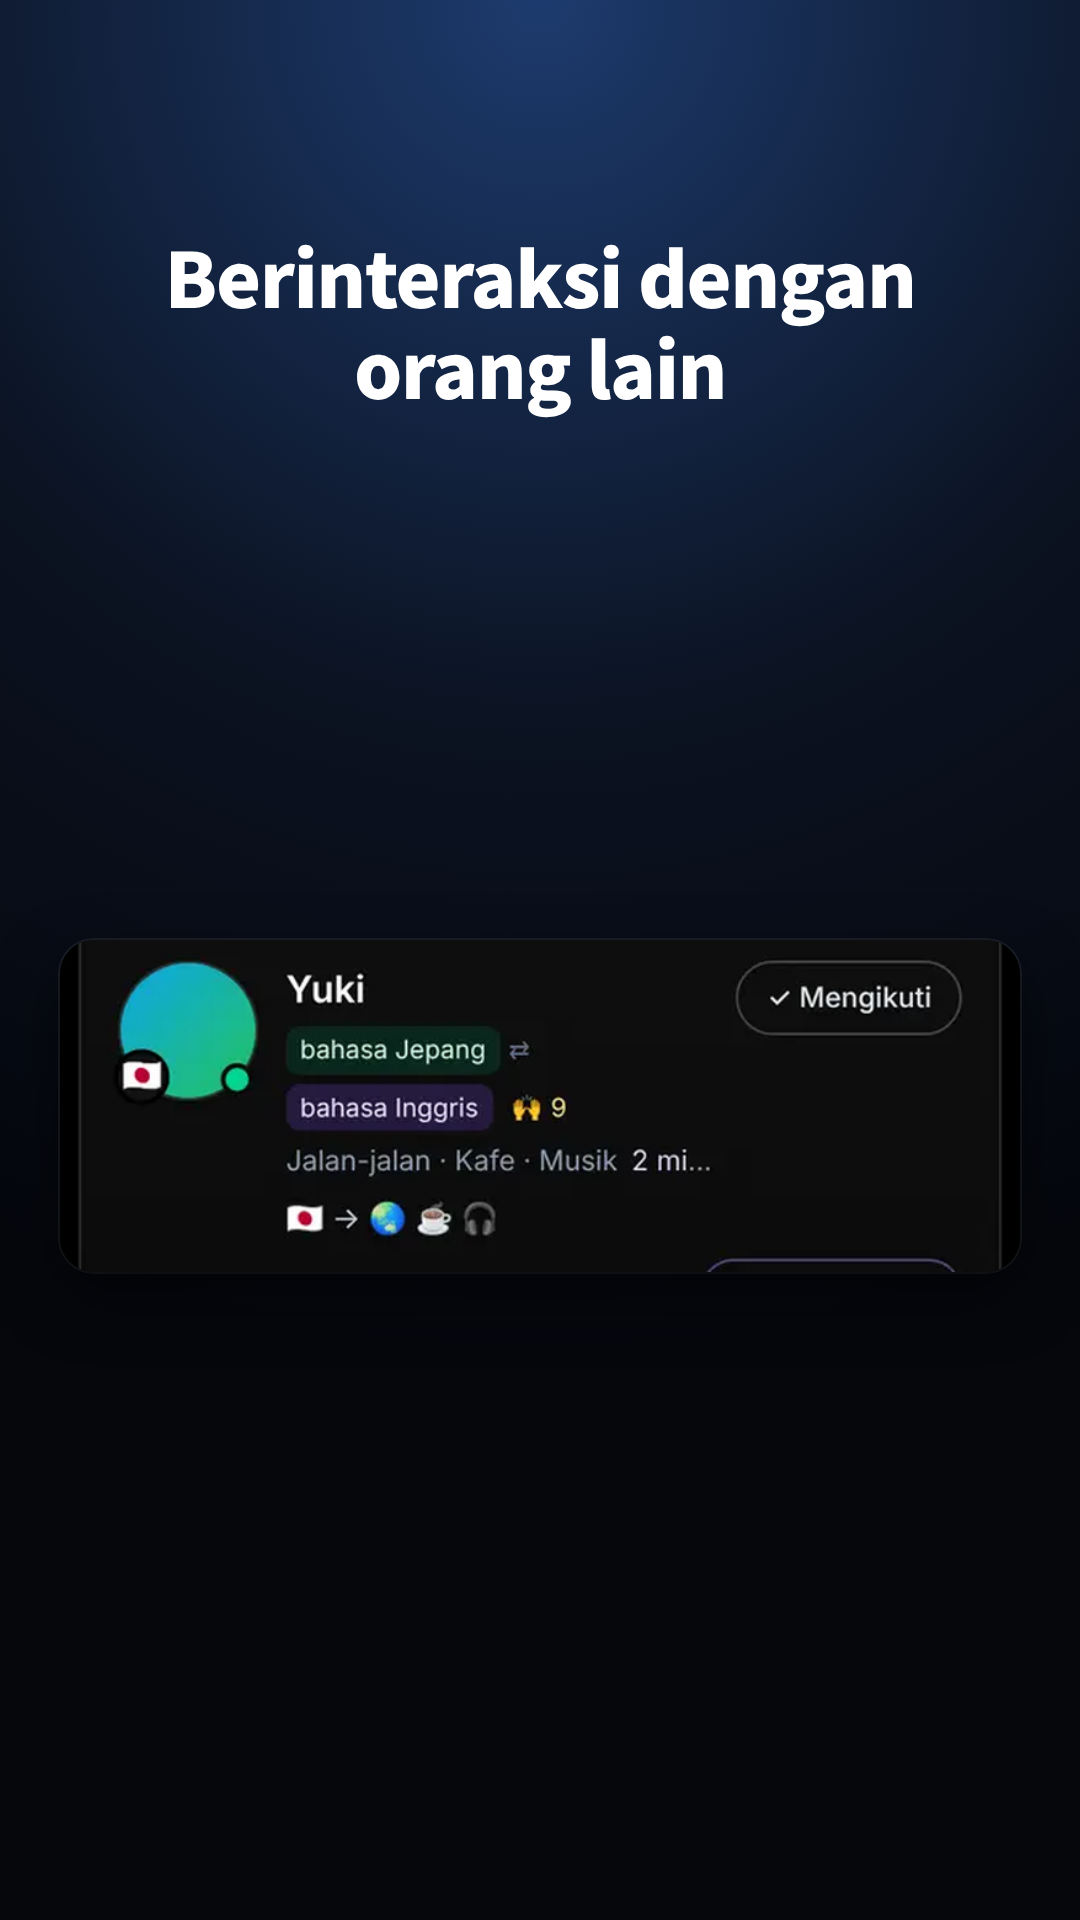 Berinteraksi dengan
orang lain
Yuki
✓ Mengikuti
bahasa Jepang ⇄
bahasa Inggris 🙌 9
Jalan-jalan · Kafe · Musik 2 mi...
🇯🇵 → 🌏 ☕ 🎧